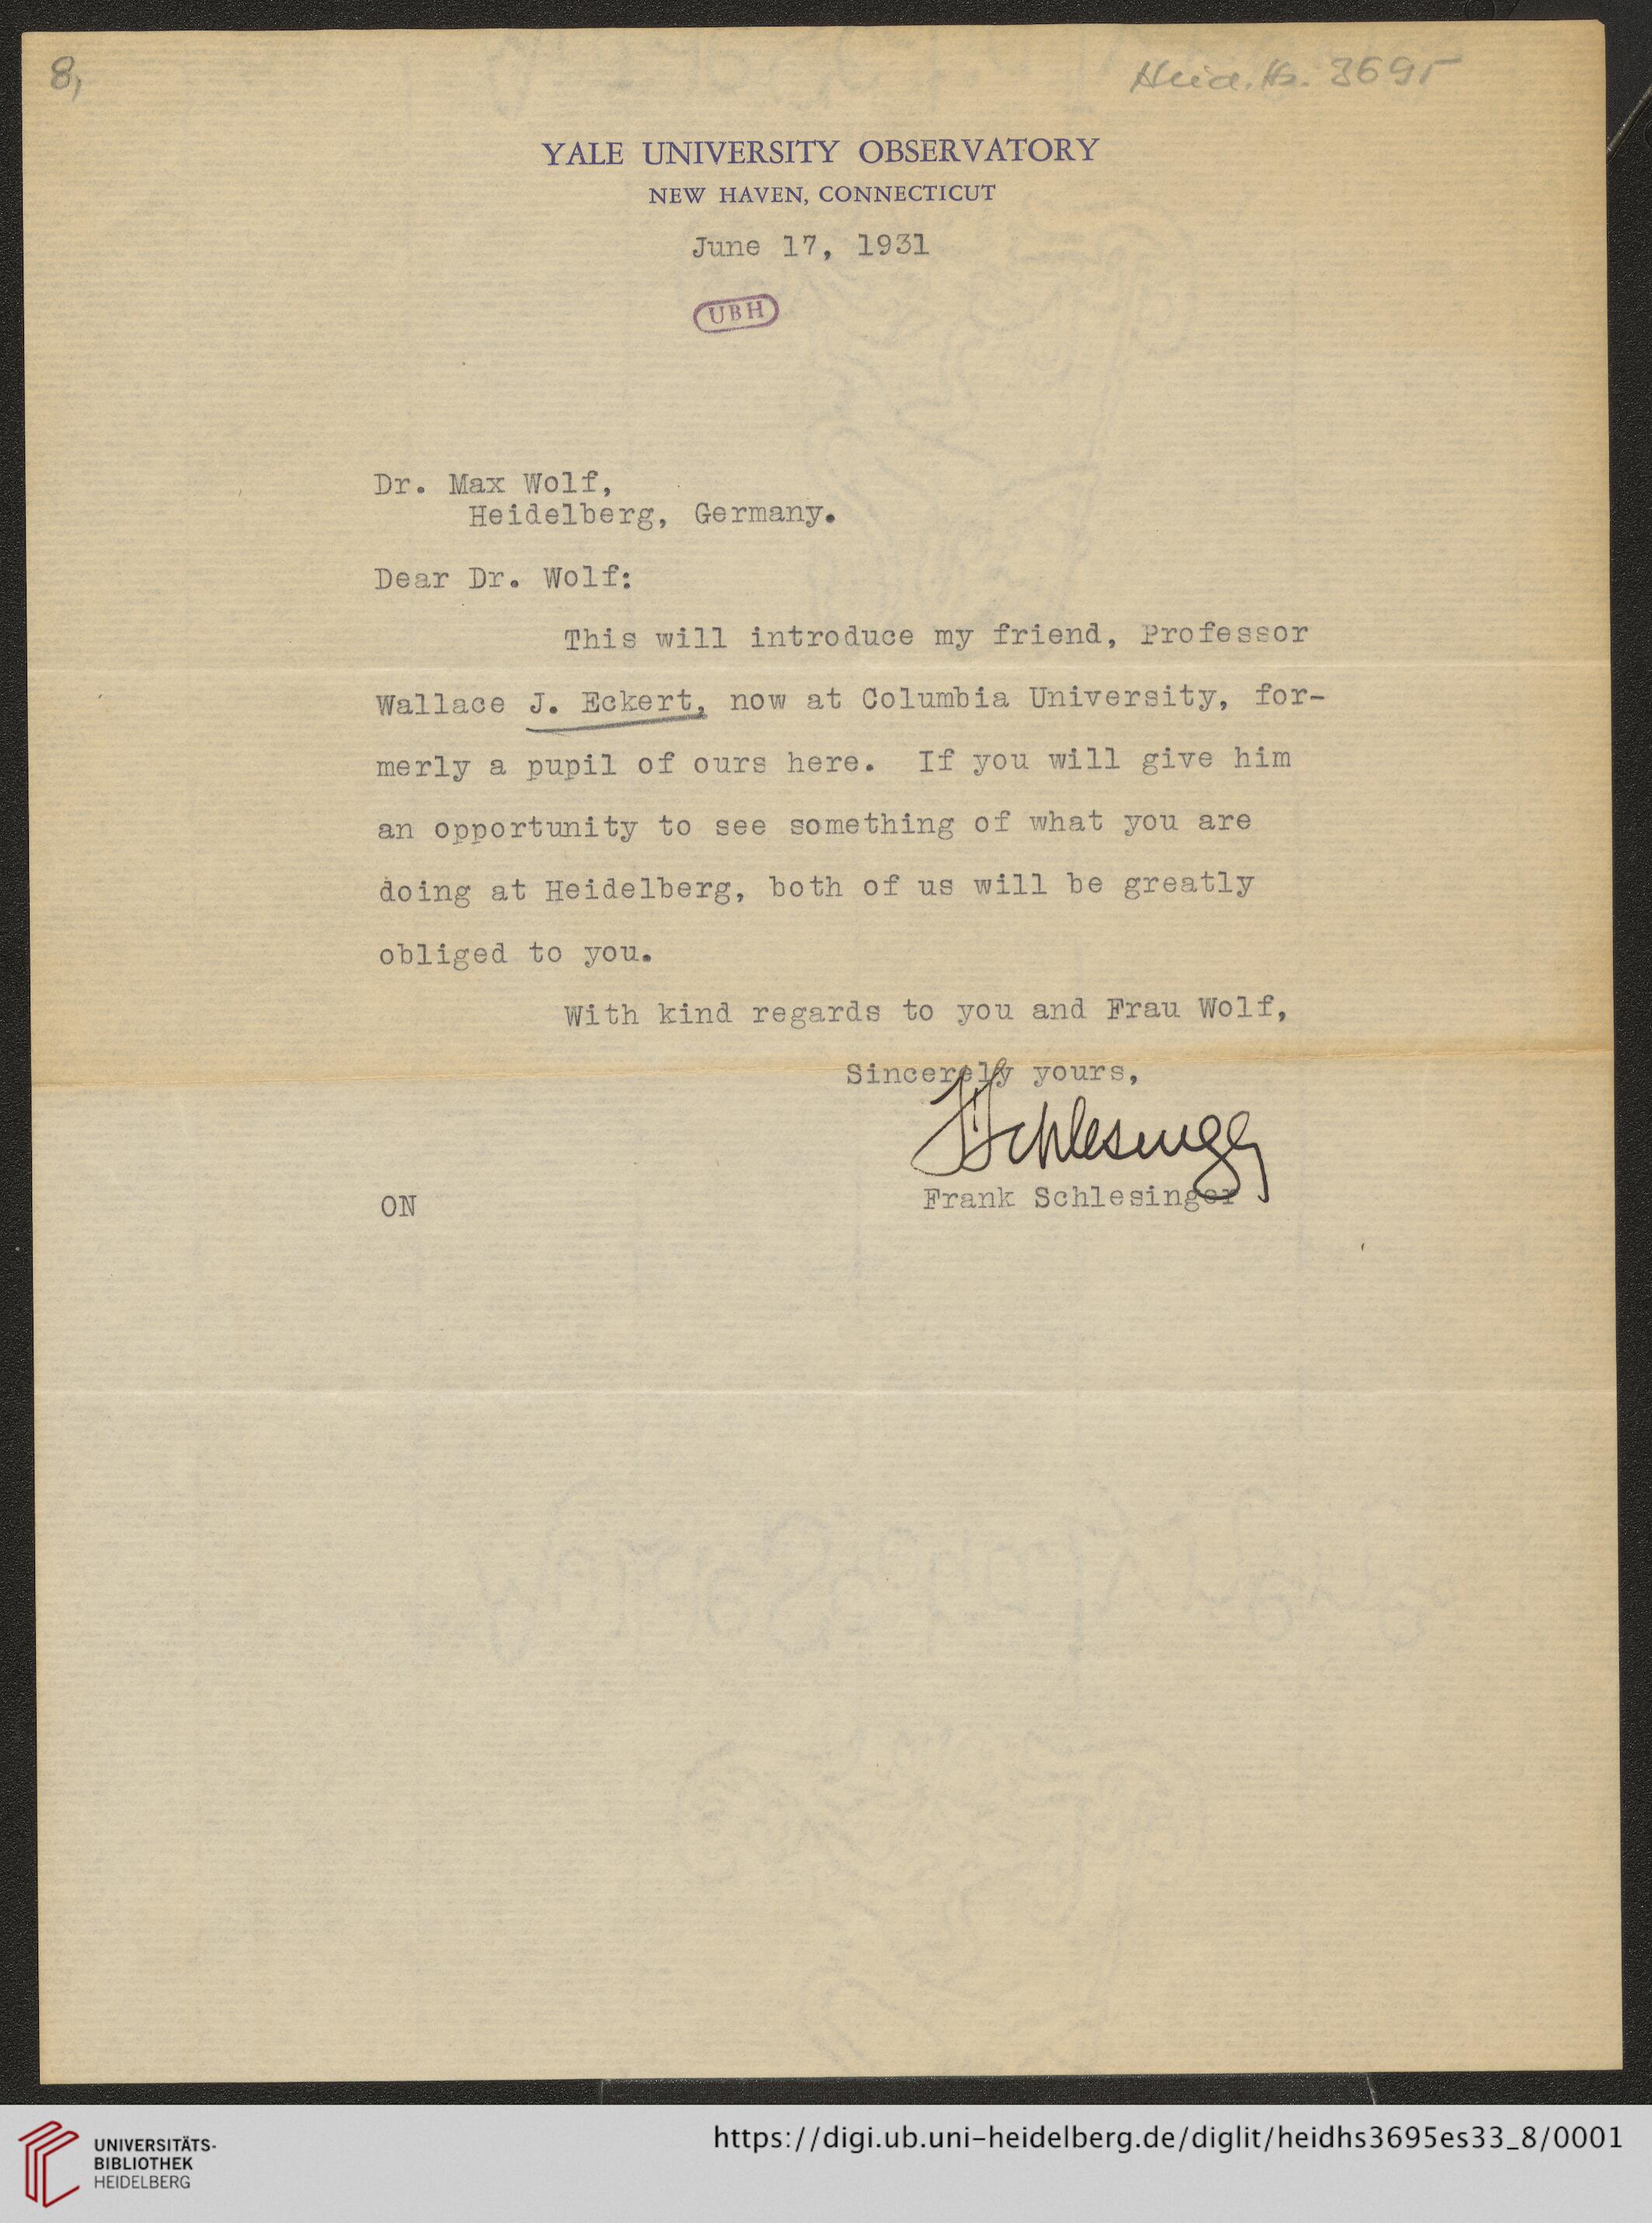 8,
Heid. Hs. 3695
YALE UNIVERSITY OBSERVATORY
NEW HAVEN, CONNECTICUT
June 17, 1931
UBH
Dr. Max Wolf,
Heidelberg, Germany.
Dear Dr. Wolf:
This will introduce my friend, Professor
Wallace J. Eckert, now at Columbia University, for-
merly a pupil of ours here. If you will give him
an opportunity to see something of what you are
doing at Heidelberg, both of us will be greatly
obliged to you.
With kind regards to you and Frau Wolf,
Sincerely yours,
F Schlesinger
Frank Schlesinger
ON
UNIVERSITÄTS-
BIBLIOTHEK
HEIDELBERG
https://digi.ub.uni-heidelberg.de/diglit/heidhs3695es33_8/0001